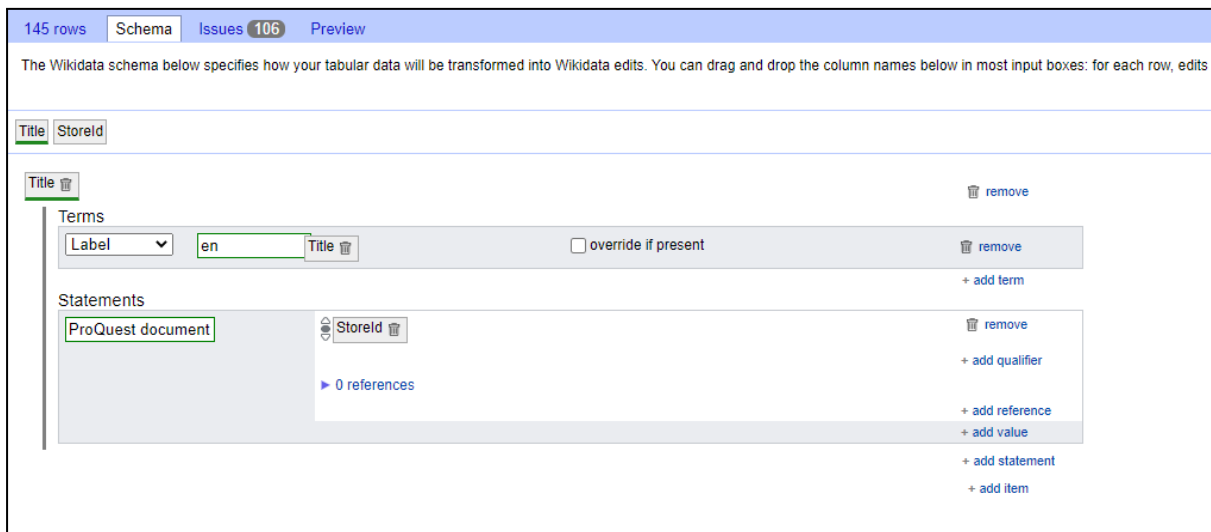 145 rows Schema Issues 106 Preview
The Wikidata schema below specifies how your tabular data will be transformed into Wikidata edits. You can drag and drop the column names below in most input boxes: for each row, edits
Title StoreId
Title remove
Terms
Label en Title override if present remove
+ add term
Statements
ProQuest document StoreId remove
+ add qualifier
0 references
+ add reference
+ add value
+ add statement
+ add item